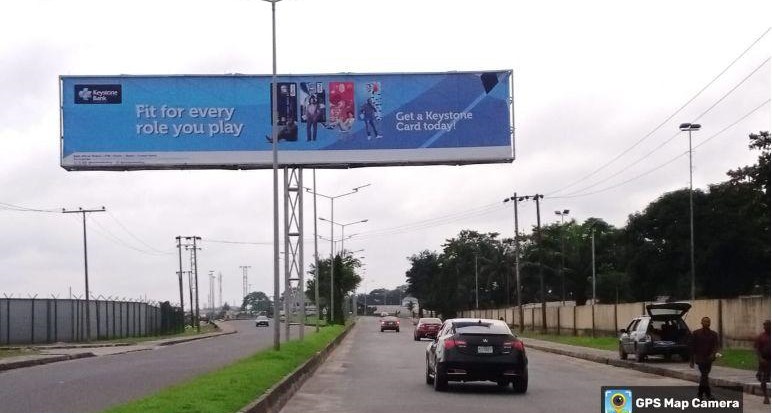 Keystone
Bank
Fit for every
role you play
Get a Keystone
Card today!
GPS Map Camera